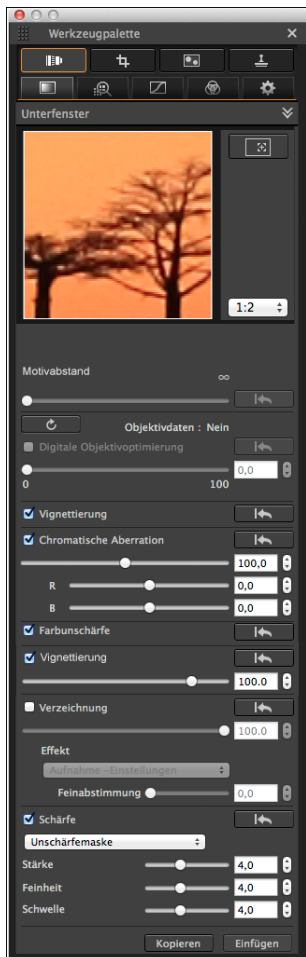 Werkzeugpalette
Unterfenster
1:2
Motivabstand
∞
Objektivdaten : Nein
Digitale Objektivoptimierung
0,0
0 100
Vignettierung
Chromatische Aberration
100,0
R 0,0
B 0,0
Farbunschärfe
Vignettierung
100.0
Verzeichnung
100.0
Effekt
Aufnahme -Einstellungen
Feinabstimmung 0,0
Schärfe
Unschärfemaske
Stärke 4,0
Feinheit 4,0
Schwelle 4,0
Kopieren Einfügen